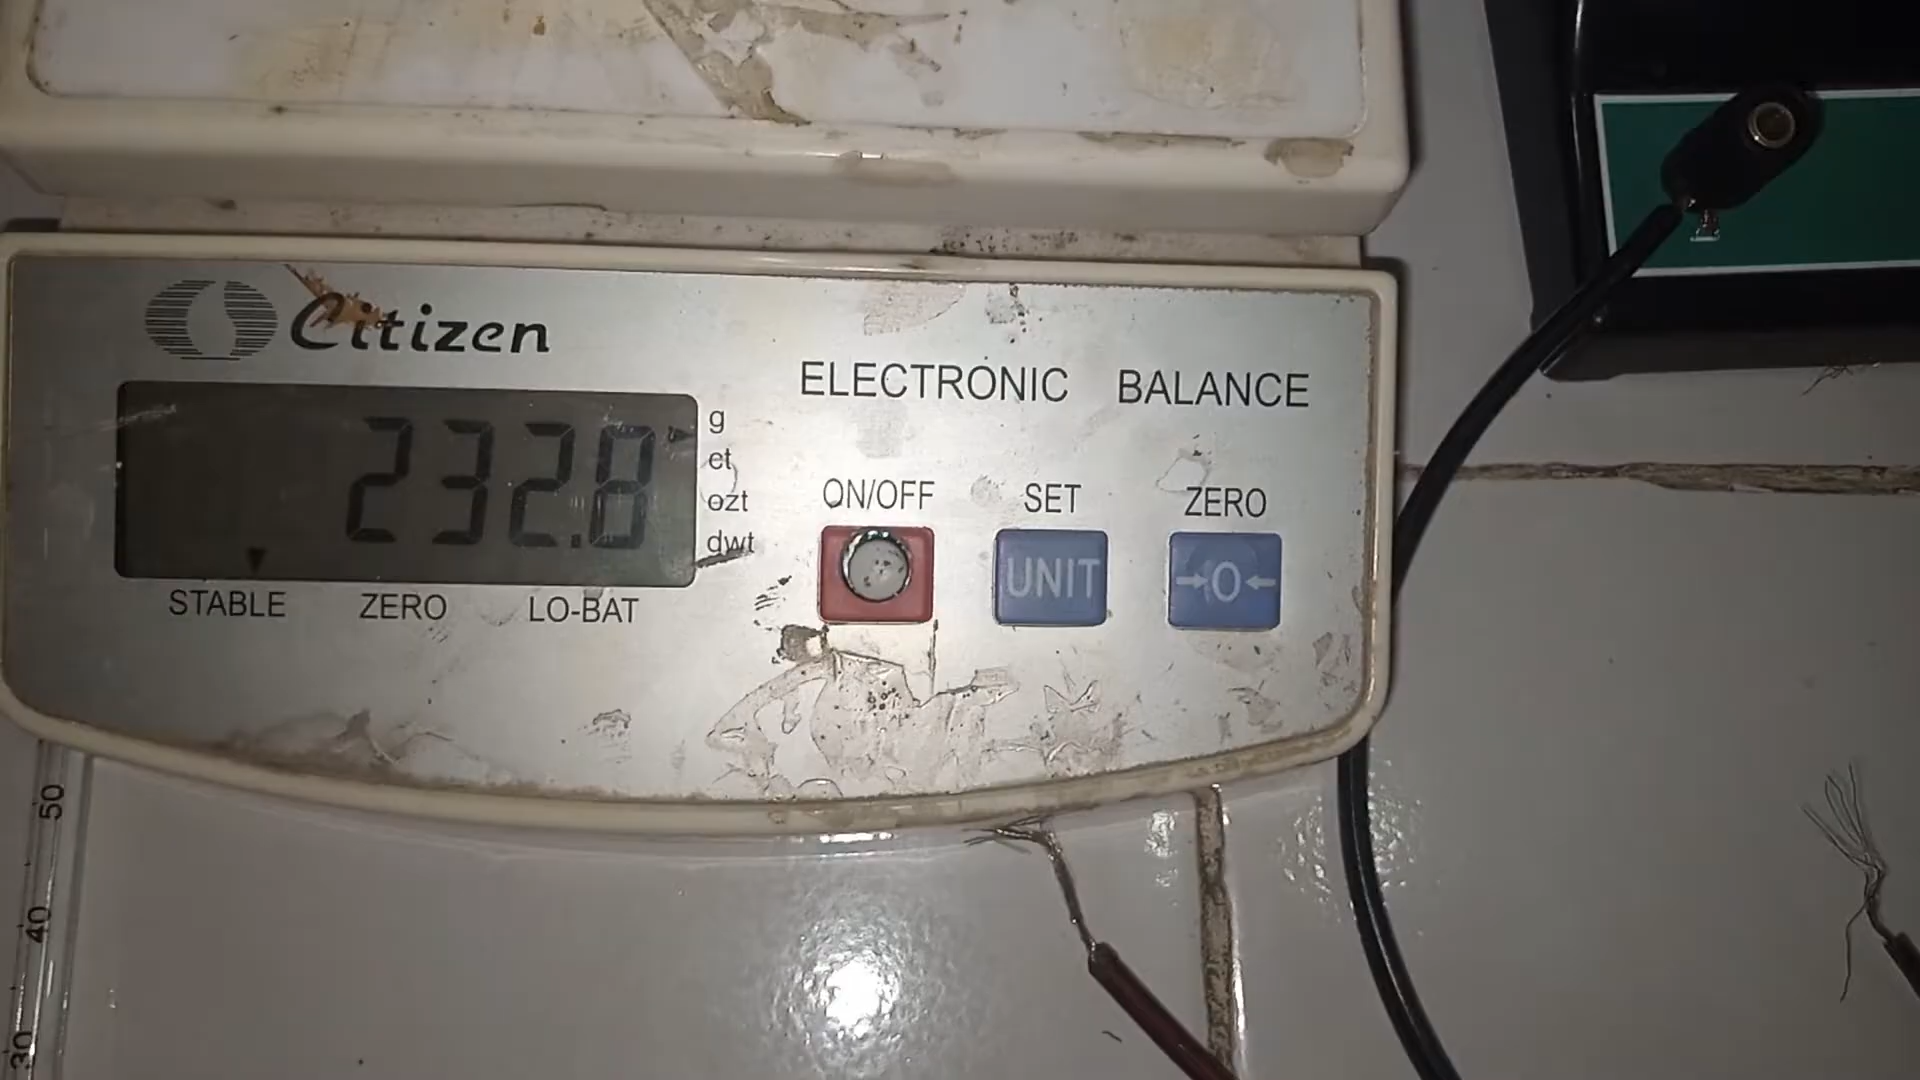 Citizen
ELECTRONIC BALANCE
232.8
g
ct
ozt
dwt
ON/OFF
SET
ZERO
UNIT
→0←
STABLE
ZERO
LO-BAT
50
40
30